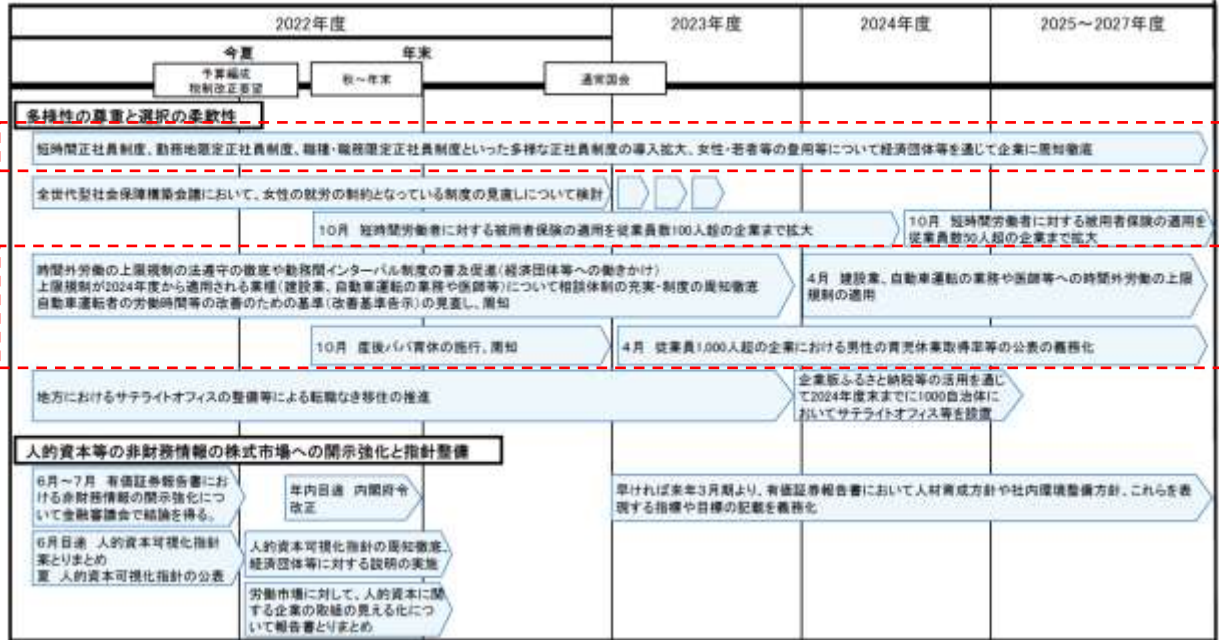 2022年度
2023年度
2024年度
2025～2027年度
今夏
年末
予算編成
税制改正要望
秋～年末
通常国会
多様性の尊重と選択の柔軟性
短時間正社員制度、勤務地限定正社員制度、職種・職務限定正社員制度といった多様な正社員制度の導入拡大、女性・若者等の登用等について経済団体等を通じて企業に周知徹底
全世代型社会保障構築会議において、女性の就労の制約となっている制度の見直しについて検討
10月 短時間労働者に対する被用者保険の適用を従業員数100人超の企業まで拡大
10月 短時間労働者に対する被用者保険の適用を
従業員数50人超の企業まで拡大
時間外労働の上限規制の法遵守の徹底や勤務間インターバル制度の普及促進（経済団体等への働きかけ）
上限規制が2024年度から適用される業種（建設業、自動車運転の業務や医師等）について相談体制の充実・制度の周知徹底
自動車運転者の労働時間等の改善のための基準（改善基準告示）の見直し、周知
4月 建設業、自動車運転の業務や医師等への時間外労働の上限
規制の適用
10月 産後パパ育休の施行、周知
4月 従業員1,000人超の企業における男性の育児休業取得率等の公表の義務化
地方におけるサテライトオフィスの整備等による転職なき移住の推進
企業版ふるさと納税等の活用を通じ
て2024年度末までに1000自治体に
おいてサテライトオフィス等を設置
人的資本等の非財務情報の株式市場への開示強化と指針整備
6月～7月 有価証券報告書にお
ける非財務情報の開示強化につ
いて金融審議会で結論を得る。
年内目途 内閣府令
改正
早ければ来年3月期より、有価証券報告書において人材育成方針や社内環境整備方針、これらを表
現する指標や目標の記載を義務化
6月目途 人的資本可視化指針
案とりまとめ
夏 人的資本可視化指針の公表
人的資本可視化指針の周知徹底、
経済団体等に対する説明の実施
労働市場に対して、人的資本に関
する企業の取組の見える化につ
いて報告書とりまとめ